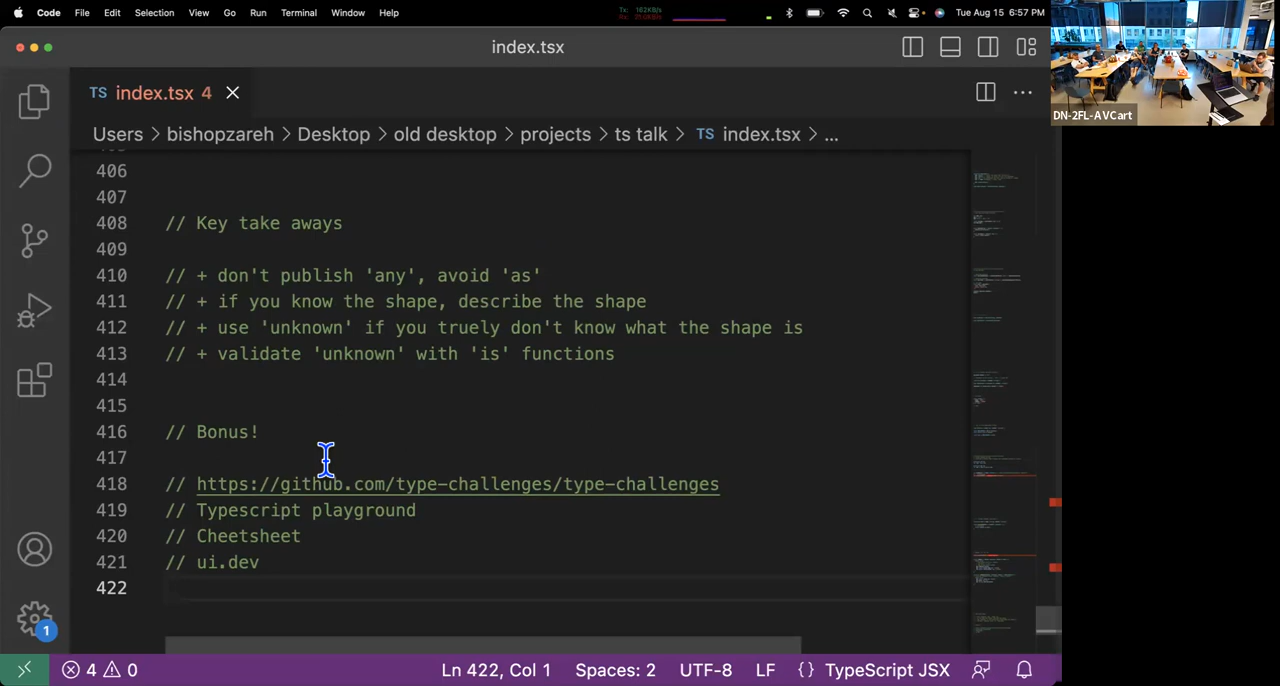 Code File Edit Selection View Go Run Terminal Window Help Tue Aug 15 6:57 PM
index.tsx
TS index.tsx 4
Users > bishopzareh > Desktop > old desktop > projects > ts talk > TS index.tsx > ...
406
407
408 // Key take aways
409
410 // + don't publish 'any', avoid 'as'
411 // + if you know the shape, describe the shape
412 // + use 'unknown' if you truely don't know what the shape is
413 // + validate 'unknown' with 'is' functions
414
415
416 // Bonus!
417
418 // https://github.com/type-challenges/type-challenges
419 // Typescript playground
420 // Cheetsheet
421 // ui.dev
422
1
4 0 Ln 422, Col 1 Spaces: 2 UTF-8 LF {} TypeScript JSX
DN-2FL-AVCart